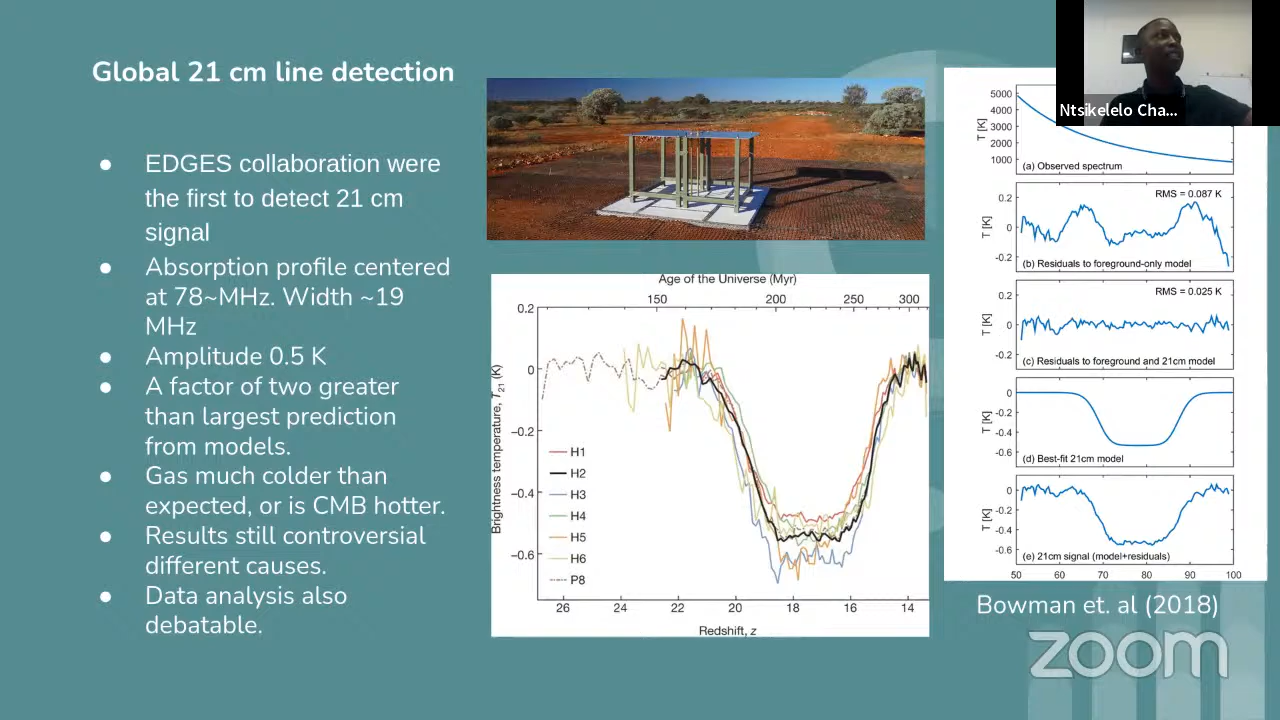 Global 21 cm line detection
● EDGES collaboration were
the first to detect 21 cm
signal
● Absorption profile centered
at 78~MHz. Width ~19
MHz
● Amplitude 0.5 K
● A factor of two greater
than largest prediction
from models.
● Gas much colder than
expected, or is CMB hotter.
● Results still controversial
different causes.
● Data analysis also
debatable.
Age of the Universe (Myr)
150 200 250 300
0.2
0
−0.2
−0.4
−0.6
Brightness temperature, T21 (K)
H1
H2
H3
H4
H5
H6
P8
26 24 22 20 18 16 14
Redshift, z
Ntsikelelo Cha...
5000
4000
3000
2000
1000
T [K]
(a) Observed spectrum
RMS = 0.087 K
0.2
0
-0.2
T [K]
(b) Residuals to foreground-only model
RMS = 0.025 K
0.2
0
-0.2
T [K]
(c) Residuals to foreground and 21cm model
0
-0.2
-0.4
-0.6
T [K]
(d) Best-fit 21cm model
0
-0.2
-0.4
-0.6
T [K]
(e) 21cm signal (model+residuals)
50 60 70 80 90 100
Bowman et. al (2018)
zoom